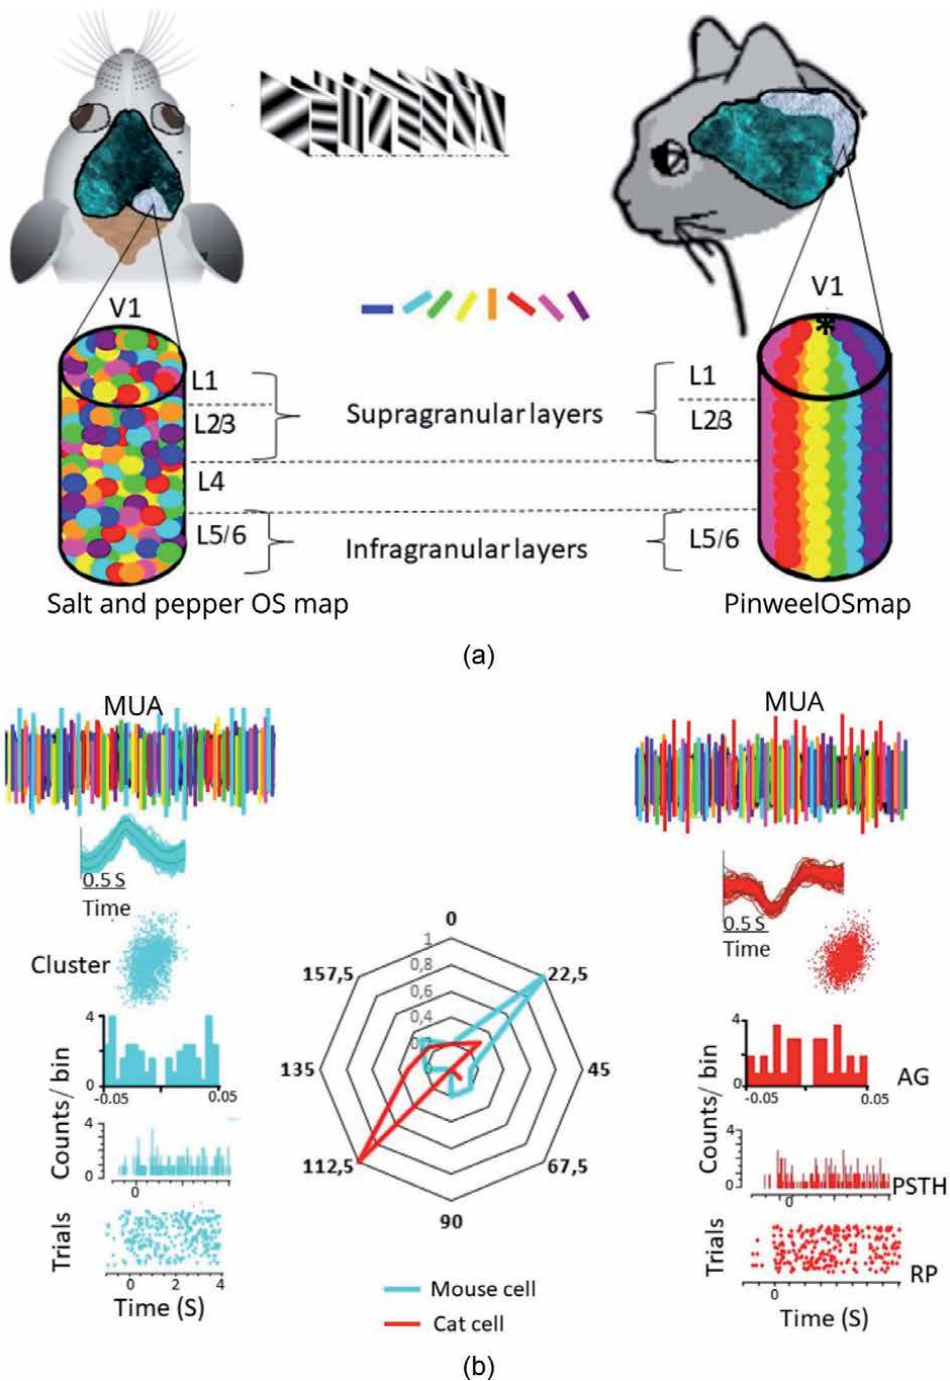 V1
V1
L1
L1
L2/3
Supragranular layers
L2/3
L4
L5/6
Infragranular layers
L5/6
Salt and pepper OS map
PinweelOSmap
(a)
MUA
MUA
0.5 S
Time
0.5 S
Time
Cluster
0
1
0,8
0,6
0,4
157,5
22,5
135
45
112,5
67,5
90
4
0
-0.05
0.05
Counts/ bin
4
0
0
Trials
0
2
4
Time (S)
4
0
-0.05
0.05
AG
Counts/ bin
4
0
0
PSTH
Trials
RP
0
Time (S)
Mouse cell
Cat cell
(b)